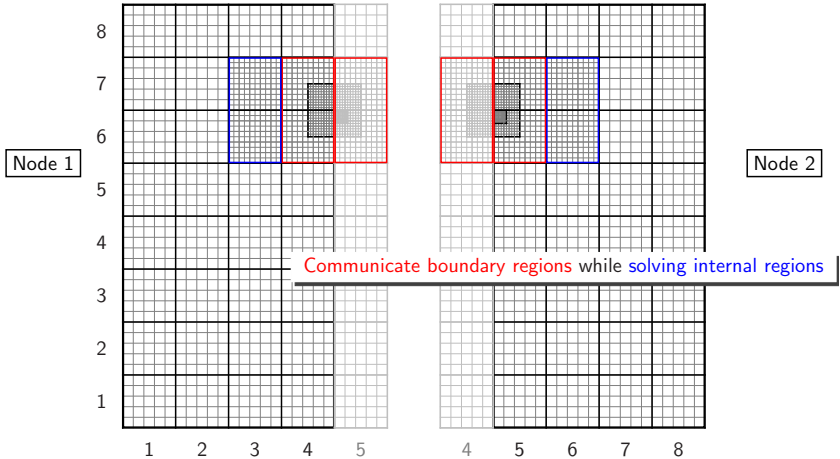 8
7
6
5
4
3
2
1
Node 1
Node 2
Communicate boundary regions while solving internal regions
1 2 3 4 5
4 5 6 7 8